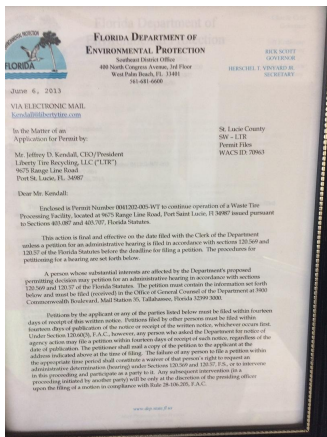 FLORIDA DEPARTMENT OF
ENVIRONMENTAL PROTECTION
Southeast District Office
400 North Congress Avenue, 3rd Floor
West Palm Beach, FL 33401
561-681-6600
RICK SCOTT
GOVERNOR
HERSCHEL T. VINYARD JR.
SECRETARY
FLORIDA
June 6, 2013
VIA ELECTRONIC MAIL
Kendall@libertytire.com
In the Matter of an
Application for Permit by:
St. Lucie County
SW – LTR
Permit Files
WACS ID: 70963
Mr. Jeffrey D. Kendall, CEO/President
Liberty Tire Recycling, LLC ("LTR")
9675 Range Line Road
Port St. Lucie, FL 34987
Dear Mr. Kendall:
Enclosed is Permit Number 0041202-005-WT to continue operation of a Waste Tire
Processing Facility, located at 9675 Range Line Road, Port Saint Lucie, Fl 34987 issued pursuant
to Sections 403.087 and 403.707, Florida Statutes.
This action is final and effective on the date filed with the Clerk of the Department
unless a petition for an administrative hearing is filed in accordance with sections 120.569 and
120.57 of the Florida Statutes before the deadline for filing a petition. The procedures for
petitioning for a hearing are set forth below.
A person whose substantial interests are affected by the Department's proposed
permitting decision may petition for an administrative hearing in accordance with sections
120.569 and 120.57 of the Florida Statutes. The petition must contain the information set forth
below and must be filed (received) in the Office of General Counsel of the Department at 3900
Commonwealth Boulevard, Mail Station 35, Tallahassee, Florida 32399 3000.
Petitions by the applicant or any of the parties listed below must be filed within fourteen
days of receipt of this written notice. Petitions filed by other persons must be filed within
fourteen days of publication of the notice or receipt of the written notice, whichever occurs first.
Under Section 120.60(3), F.A.C., however, any person who asked the Department for notice of
agency action may file a petition within fourteen days of receipt of such notice, regardless of the
date of publication. The petitioner shall mail a copy of the petition to the applicant at the
address indicated above at the time of filing. The failure of any person to file a petition within
the appropriate time period shall constitute a waiver of that person's right to request an
administrative determination (hearing) under Sections 120.569 and 120.57, F.S., or to intervene
in this proceeding and participate as a party to it. Any subsequent intervention (in a
proceeding initiated by another party) will be only at the discretion of the presiding officer
upon the filing of a motion in compliance with Rule 28-106.205, F.A.C.
www.dep.state.fl.us